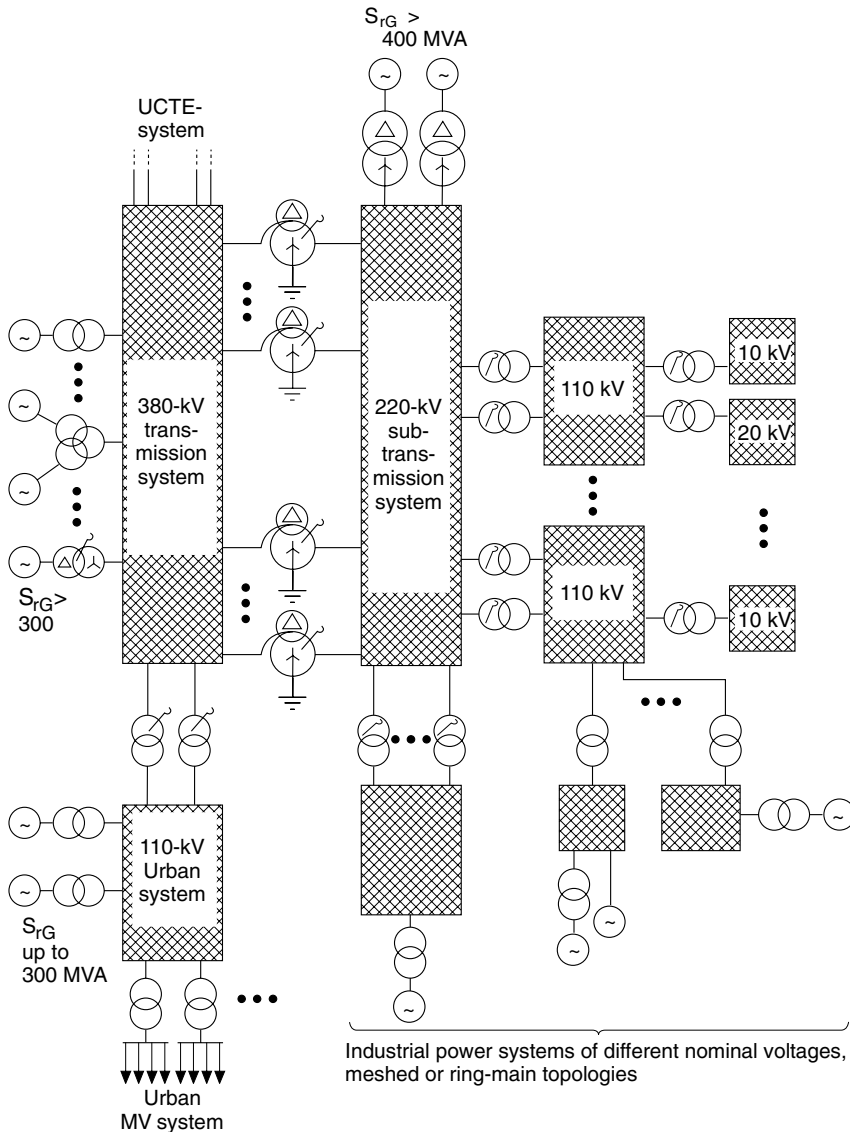 S_rG >
400 MVA
UCTE-
system
380-kV
trans-
mission
system
220-kV
sub-
trans-
mission
system
110 kV
10 kV
20 kV
110 kV
10 kV
S_rG >
300
110-kV
Urban
system
S_rG
up to
300 MVA
Industrial power systems of different nominal voltages,
meshed or ring-main topologies
Urban
MV system